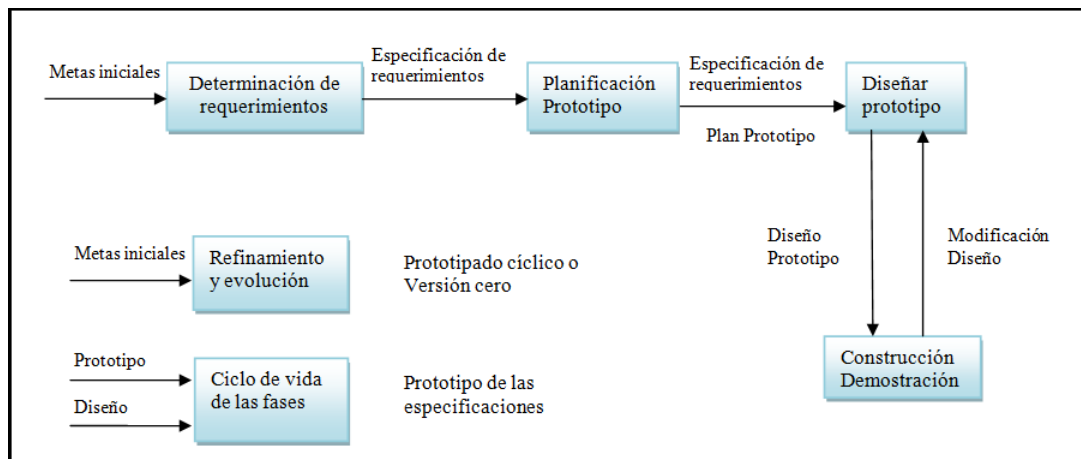 Metas iniciales
Determinación de
requerimientos
Especificación de
requerimientos
Planificación
Prototipo
Especificación de
requerimientos
Plan Prototipo
Diseñar
prototipo
Diseño
Prototipo
Modificación
Diseño
Construcción
Demostración
Metas iniciales
Refinamiento
y evolución
Prototipado cíclico o
Versión cero
Prototipo
Diseño
Ciclo de vida
de las fases
Prototipo de las
especificaciones